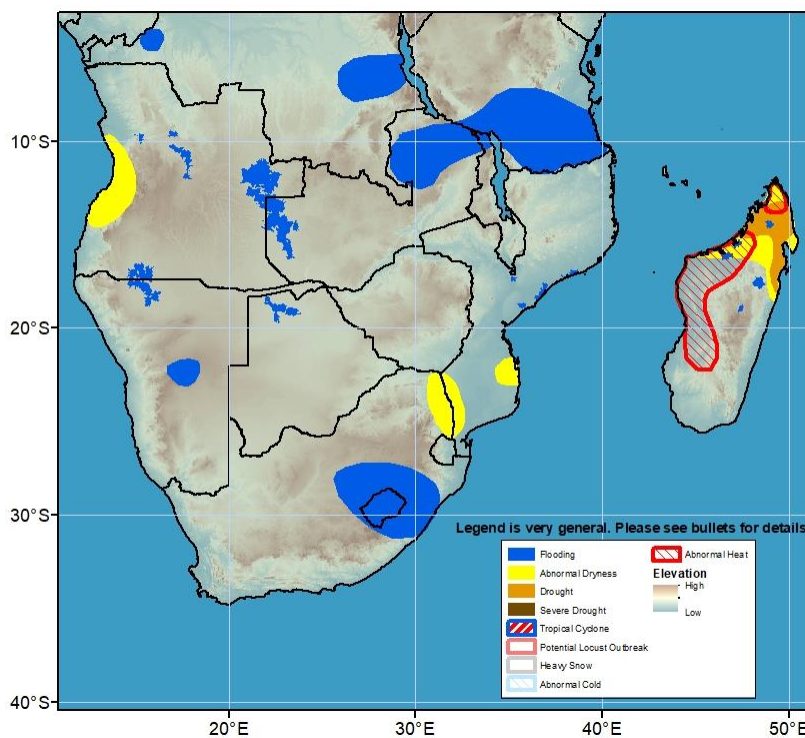 10°S
20°S
30°S
40°S
Legend is very general. Please see bullets for details
Flooding
Abnormal Dryness
Drought
Severe Drought
Tropical Cyclone
Potential Locust Outbreak
Heavy Snow
Abnormal Cold
Abnormal Heat
Elevation
High
Low
20°E
30°E
40°E
50°E